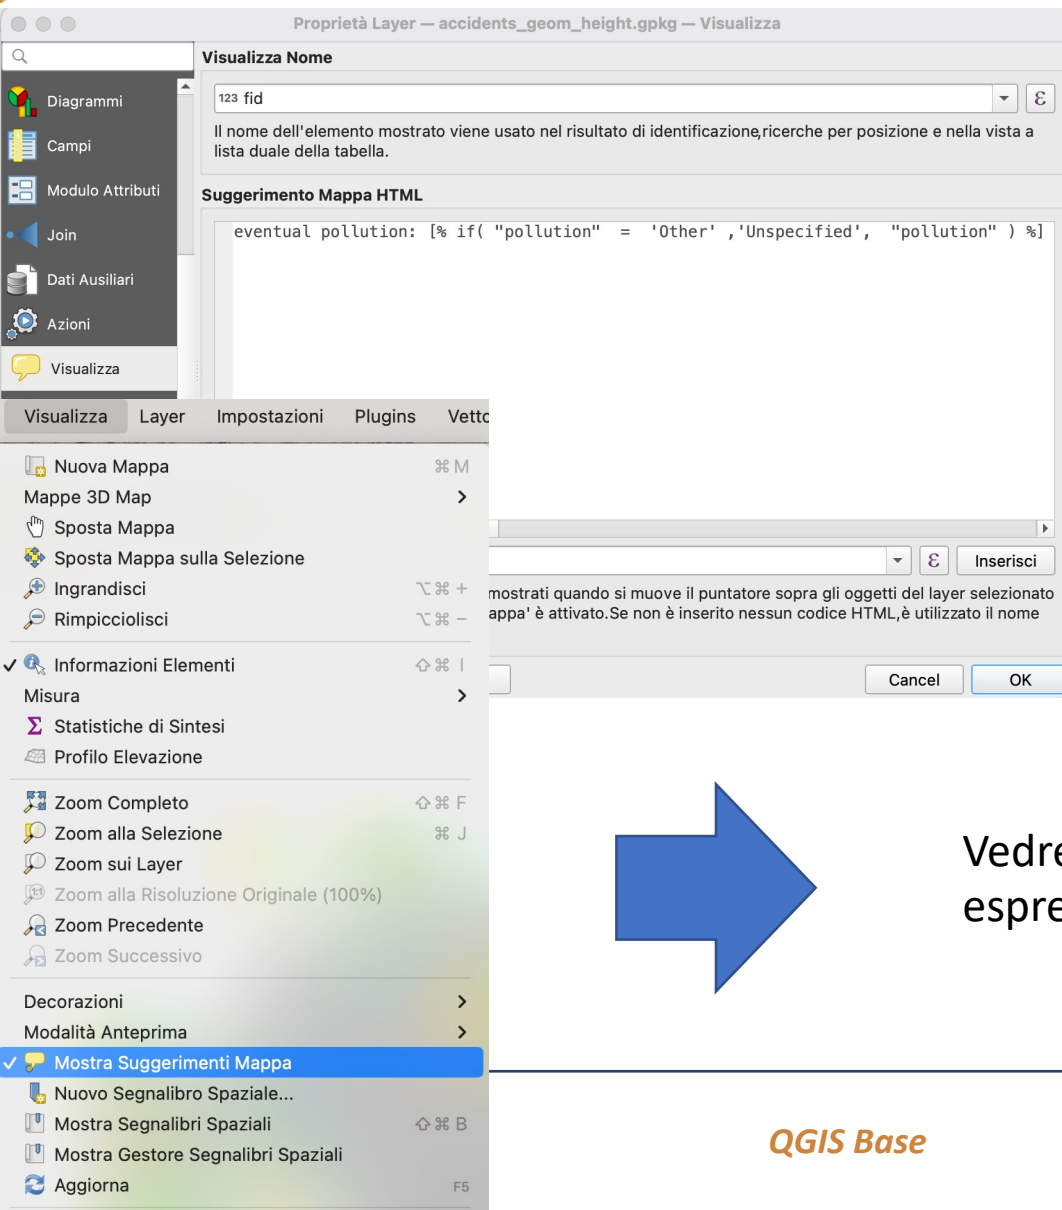 Proprietà Layer — accidents_geom_height.gpkg — Visualizza
Visualizza Nome
Diagrammi
Campi
Modulo Attributi
Join
Dati Ausiliari
Azioni
Visualizza
123 fid
ε
Il nome dell'elemento mostrato viene usato nel risultato di identificazione,ricerche per posizione e nella vista a
lista duale della tabella.
Suggerimento Mappa HTML
eventual pollution: [% if( "pollution" = 'Other' ,'Unspecified', "pollution" ) %]
ε Inserisci
mostrati quando si muove il puntatore sopra gli oggetti del layer selezionato
appa' è attivato.Se non è inserito nessun codice HTML,è utilizzato il nome
Cancel OK
Visualizza Layer Impostazioni Plugins Vetto
Nuova Mappa ⌘ M
Mappe 3D Map
Sposta Mappa
Sposta Mappa sulla Selezione
Ingrandisci ⌥ ⌘ +
Rimpicciolisci ⌥ ⌘ −
Informazioni Elementi ⇧ ⌘ I
Misura
Σ Statistiche di Sintesi
Profilo Elevazione
Zoom Completo ⇧ ⌘ F
Zoom alla Selezione ⌘ J
Zoom sui Layer
Zoom alla Risoluzione Originale (100%)
Zoom Precedente
Zoom Successivo
Decorazioni
Modalità Anteprima
Mostra Suggerimenti Mappa
Nuovo Segnalibro Spaziale...
Mostra Segnalibri Spaziali ⇧ ⌘ B
Mostra Gestore Segnalibri Spaziali
Aggiorna F5
Vedre
espre
QGIS Base